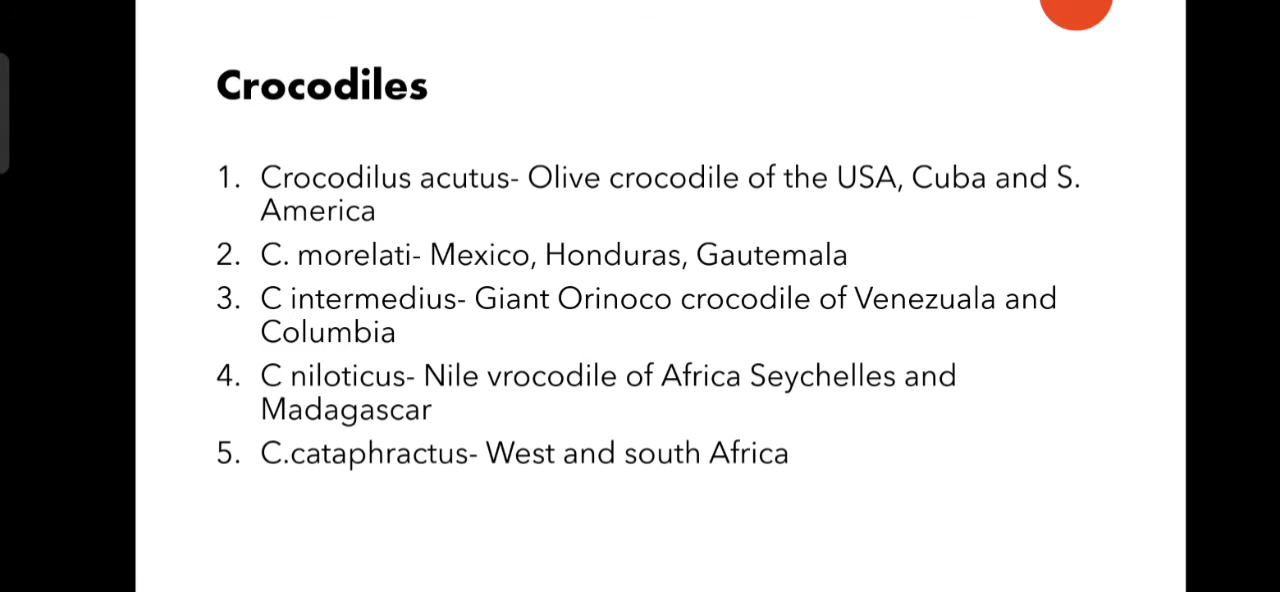 Crocodiles
1. Crocodilus acutus- Olive crocodile of the USA, Cuba and S.
America
2. C. morelati- Mexico, Honduras, Gautemala
3. C intermedius- Giant Orinoco crocodile of Venezuala and
Columbia
4. C niloticus- Nile vrocodile of Africa Seychelles and
Madagascar
5. C.cataphractus- West and south Africa